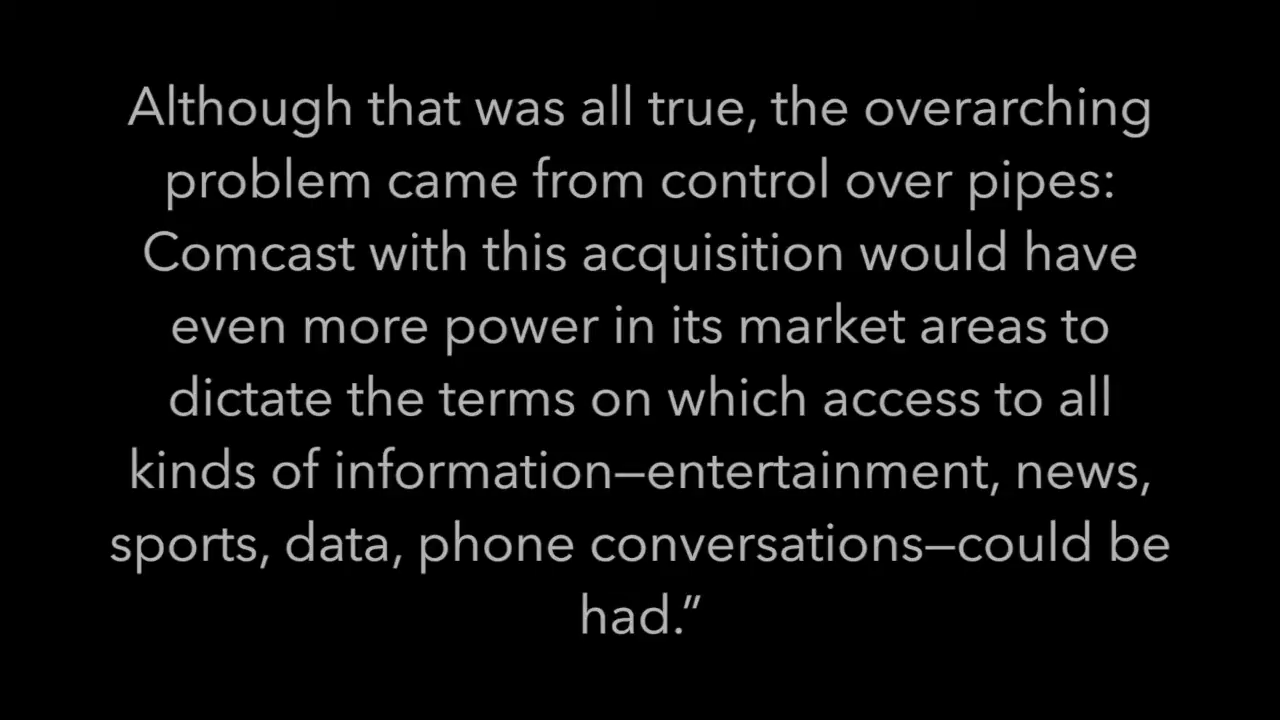 Although that was all true, the overarching
problem came from control over pipes:
Comcast with this acquisition would have
even more power in its market areas to
dictate the terms on which access to all
kinds of information—entertainment, news,
sports, data, phone conversations—could be
had.”